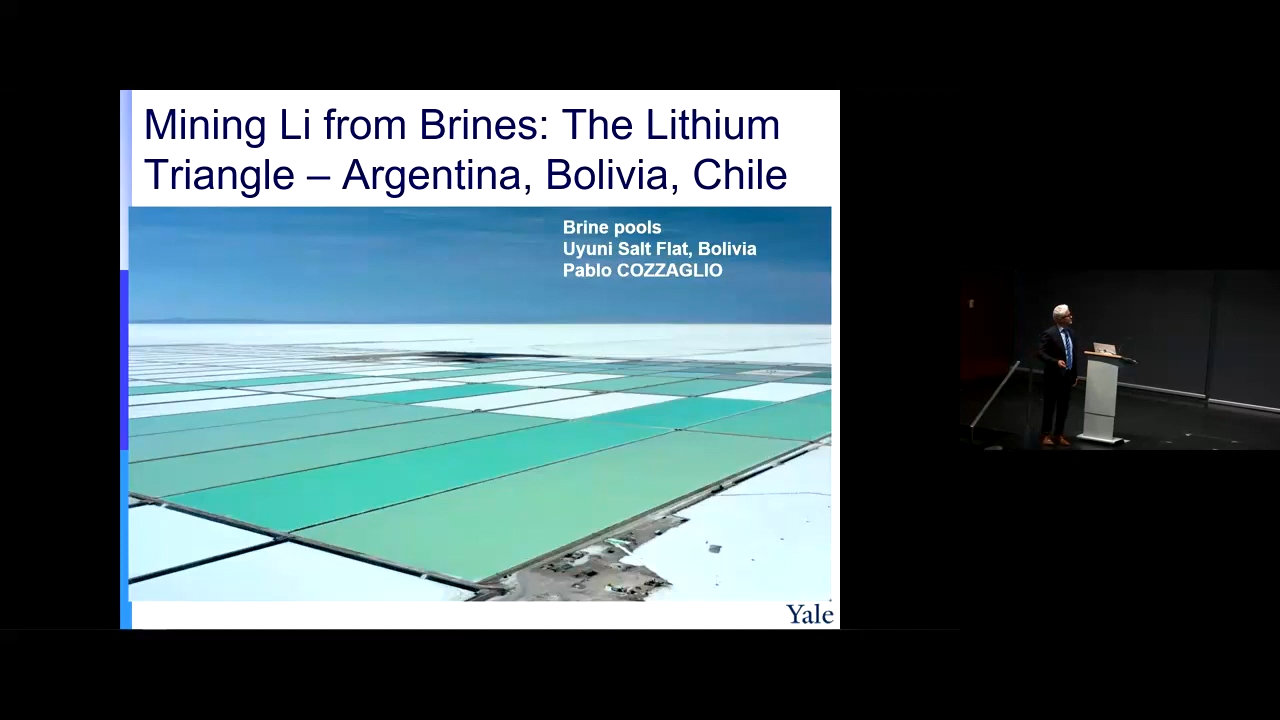 Mining Li from Brines: The Lithium
Triangle – Argentina, Bolivia, Chile
Brine pools
Uyuni Salt Flat, Bolivia
Pablo COZZAGLIO
Yale